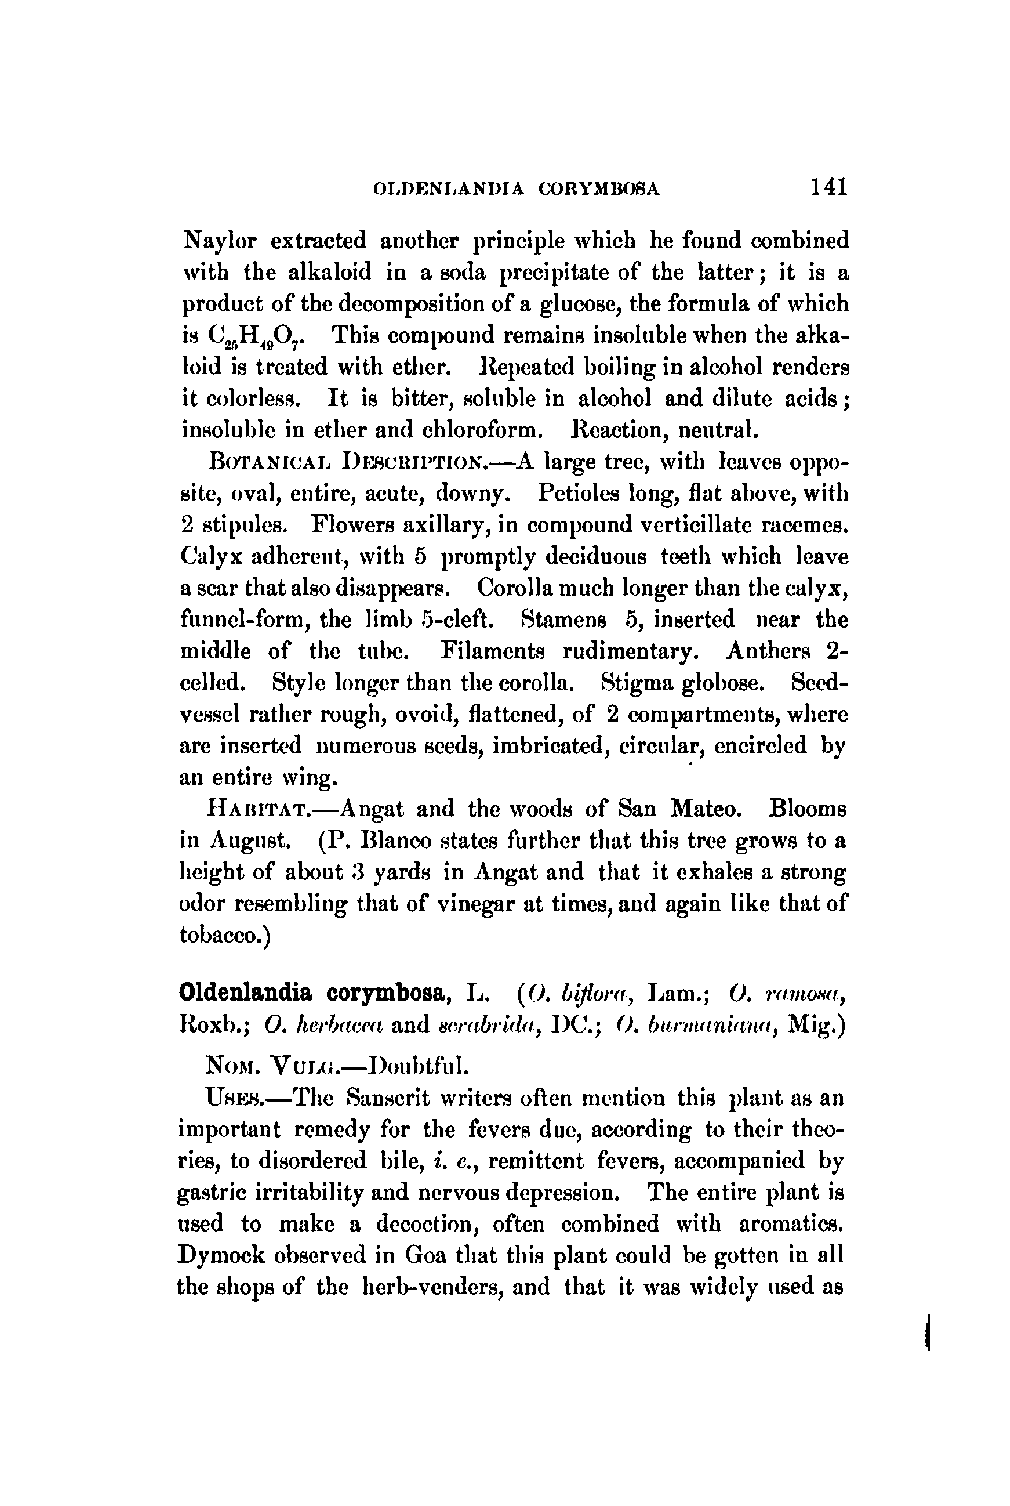 OLDENLANDIA CORYMBOSA 141
Naylor extracted another principle which he found combined
with the alkaloid in a soda precipitate of the latter; it is a
product of the decomposition of a glucose, the formula of which
is C₂₅H₄₉O₇. This compound remains insoluble when the alka-
loid is treated with ether. Repeated boiling in alcohol renders
it colorless. It is bitter, soluble in alcohol and dilute acids;
insoluble in ether and chloroform. Reaction, neutral.
BOTANICAL DESCRIPTION.—A large tree, with leaves oppo-
site, oval, entire, acute, downy. Petioles long, flat above, with
2 stipules. Flowers axillary, in compound verticillate racemes.
Calyx adherent, with 5 promptly deciduous teeth which leave
a scar that also disappears. Corolla much longer than the calyx,
funnel-form, the limb 5-cleft. Stamens 5, inserted near the
middle of the tube. Filaments rudimentary. Anthers 2-
celled. Style longer than the corolla. Stigma globose. Seed-
vessel rather rough, ovoid, flattened, of 2 compartments, where
are inserted numerous seeds, imbricated, circular, encircled by
an entire wing.
HABITAT.—Angat and the woods of San Mateo. Blooms
in August. (P. Blanco states further that this tree grows to a
height of about 3 yards in Angat and that it exhales a strong
odor resembling that of vinegar at times, and again like that of
tobacco.)
Oldenlandia corymbosa, L. (O. biflora, Lam.; O. ramosa,
Roxb.; O. herbacea and scrabrida, DC.; O. burmaniana, Mig.)
NOM. VULG.—Doubtful.
USES.—The Sanscrit writers often mention this plant as an
important remedy for the fevers due, according to their theo-
ries, to disordered bile, i. e., remittent fevers, accompanied by
gastric irritability and nervous depression. The entire plant is
used to make a decoction, often combined with aromatics.
Dymock observed in Goa that this plant could be gotten in all
the shops of the herb-venders, and that it was widely used as